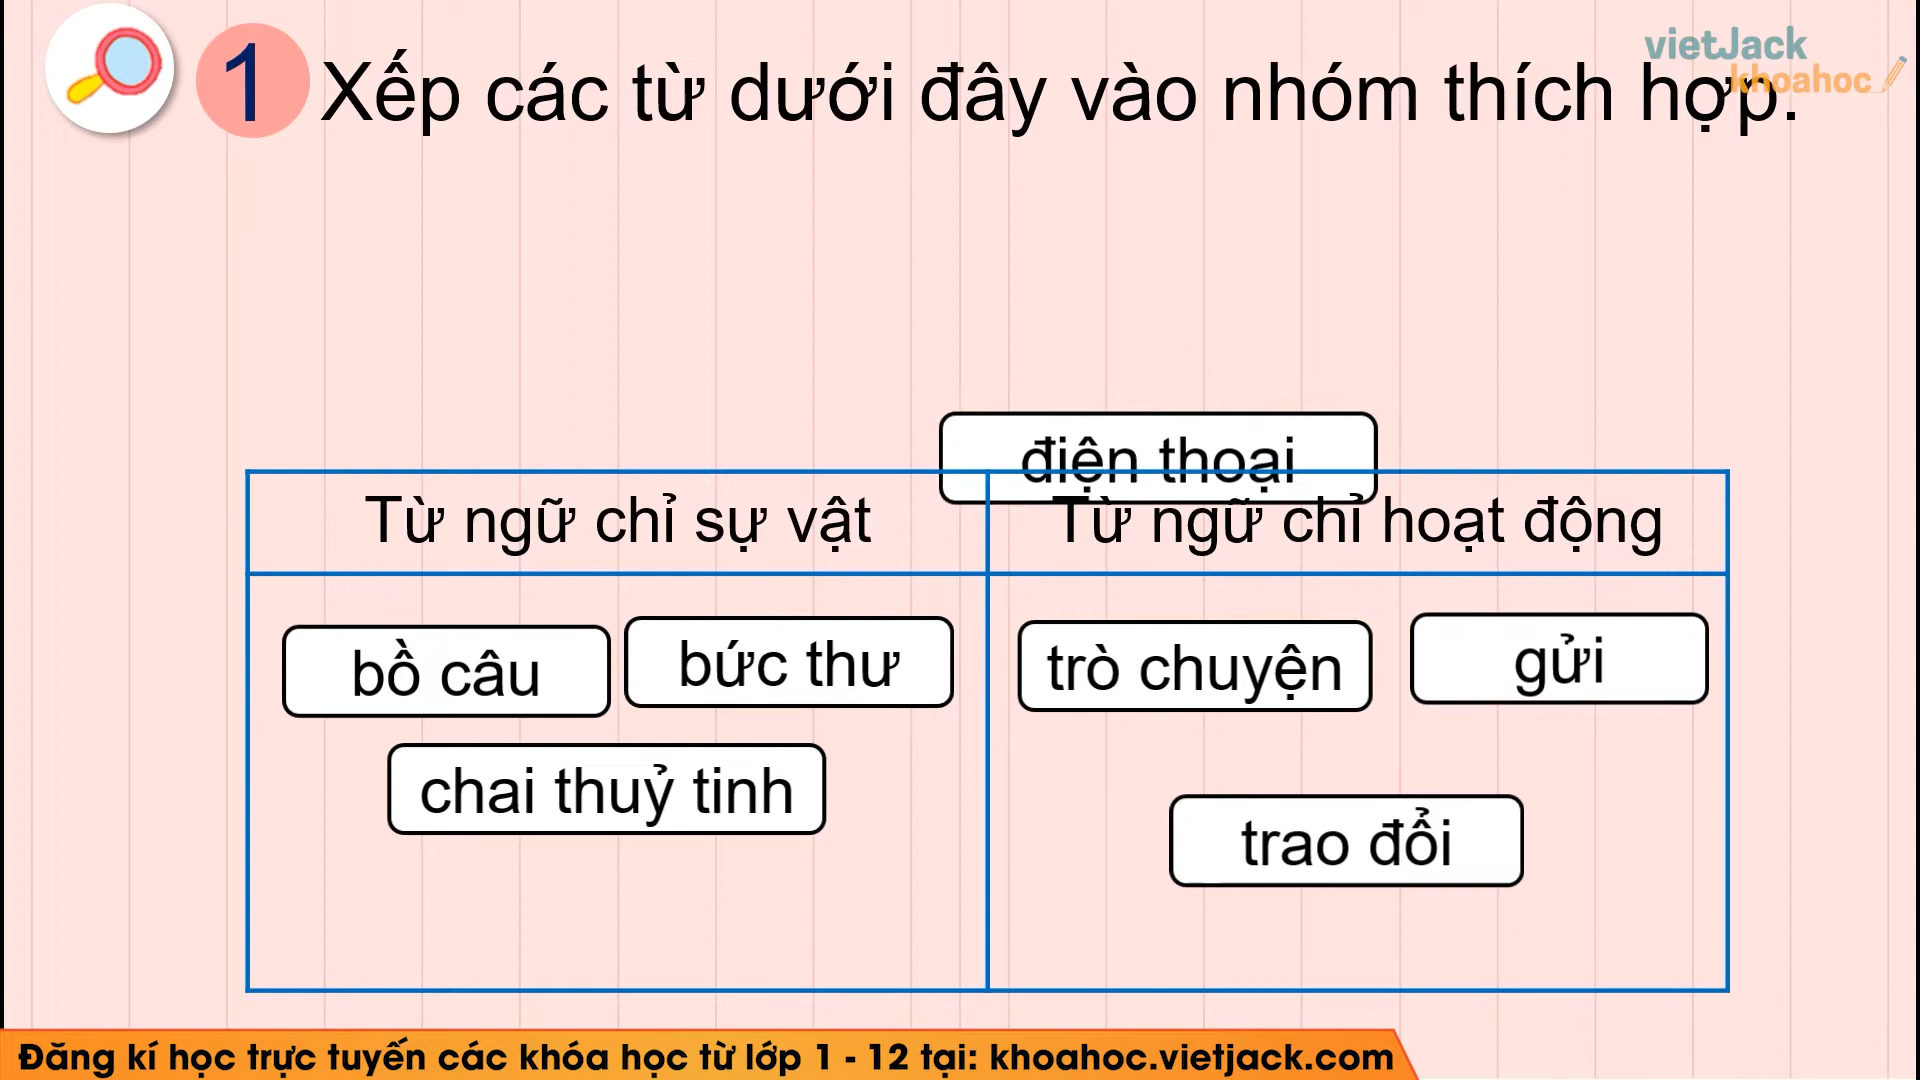 1 Xếp các từ dưới đây vào nhóm thích hợp.
vietJack
khoahoc
điện thoại
Từ ngữ chỉ sự vật
Từ ngữ chỉ hoạt động
bồ câu
bức thư
chai thuỷ tinh
trò chuyện
gửi
trao đổi
Đăng kí học trực tuyến các khóa học từ lớp 1 - 12 tại: khoahoc.vietjack.com